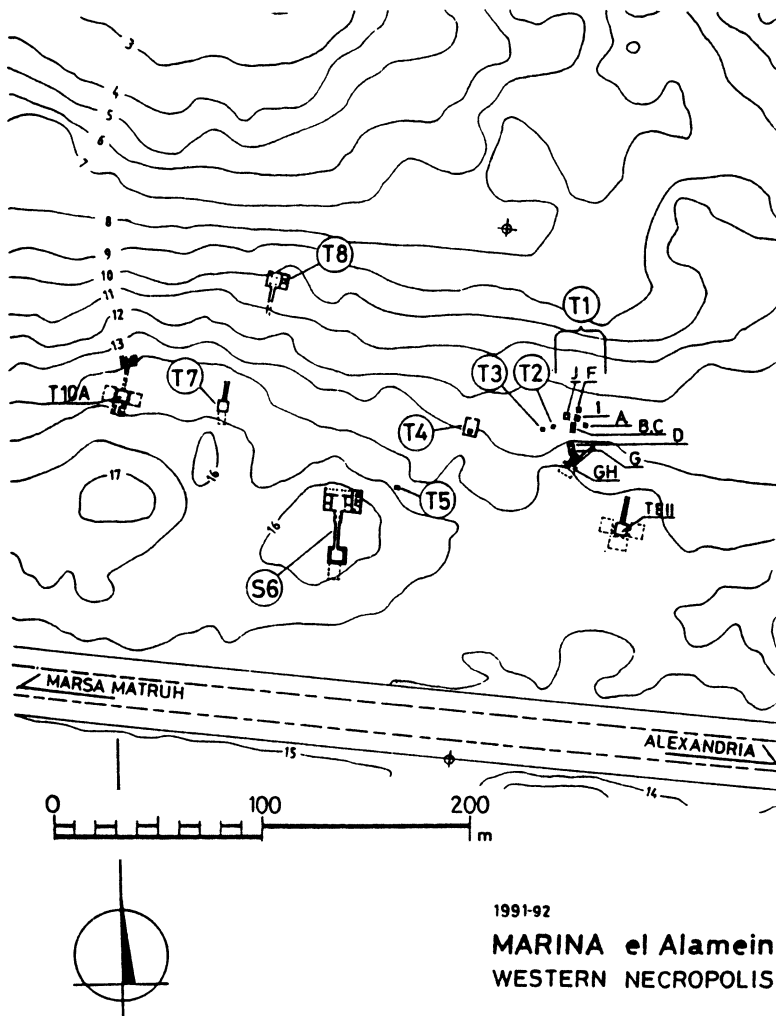 3
4
5
6
7
8
9
10
11
12
13
T8
T1
T3
T2
J F
I
A
B.C
D
T10A
T7
T4
G
GH
17
16
T5
16
S6
MARSA MATRUH
ALEXANDRIA
15
14
0 100 200
m
1991-92
MARINA el Alamein
WESTERN NECROPOLIS